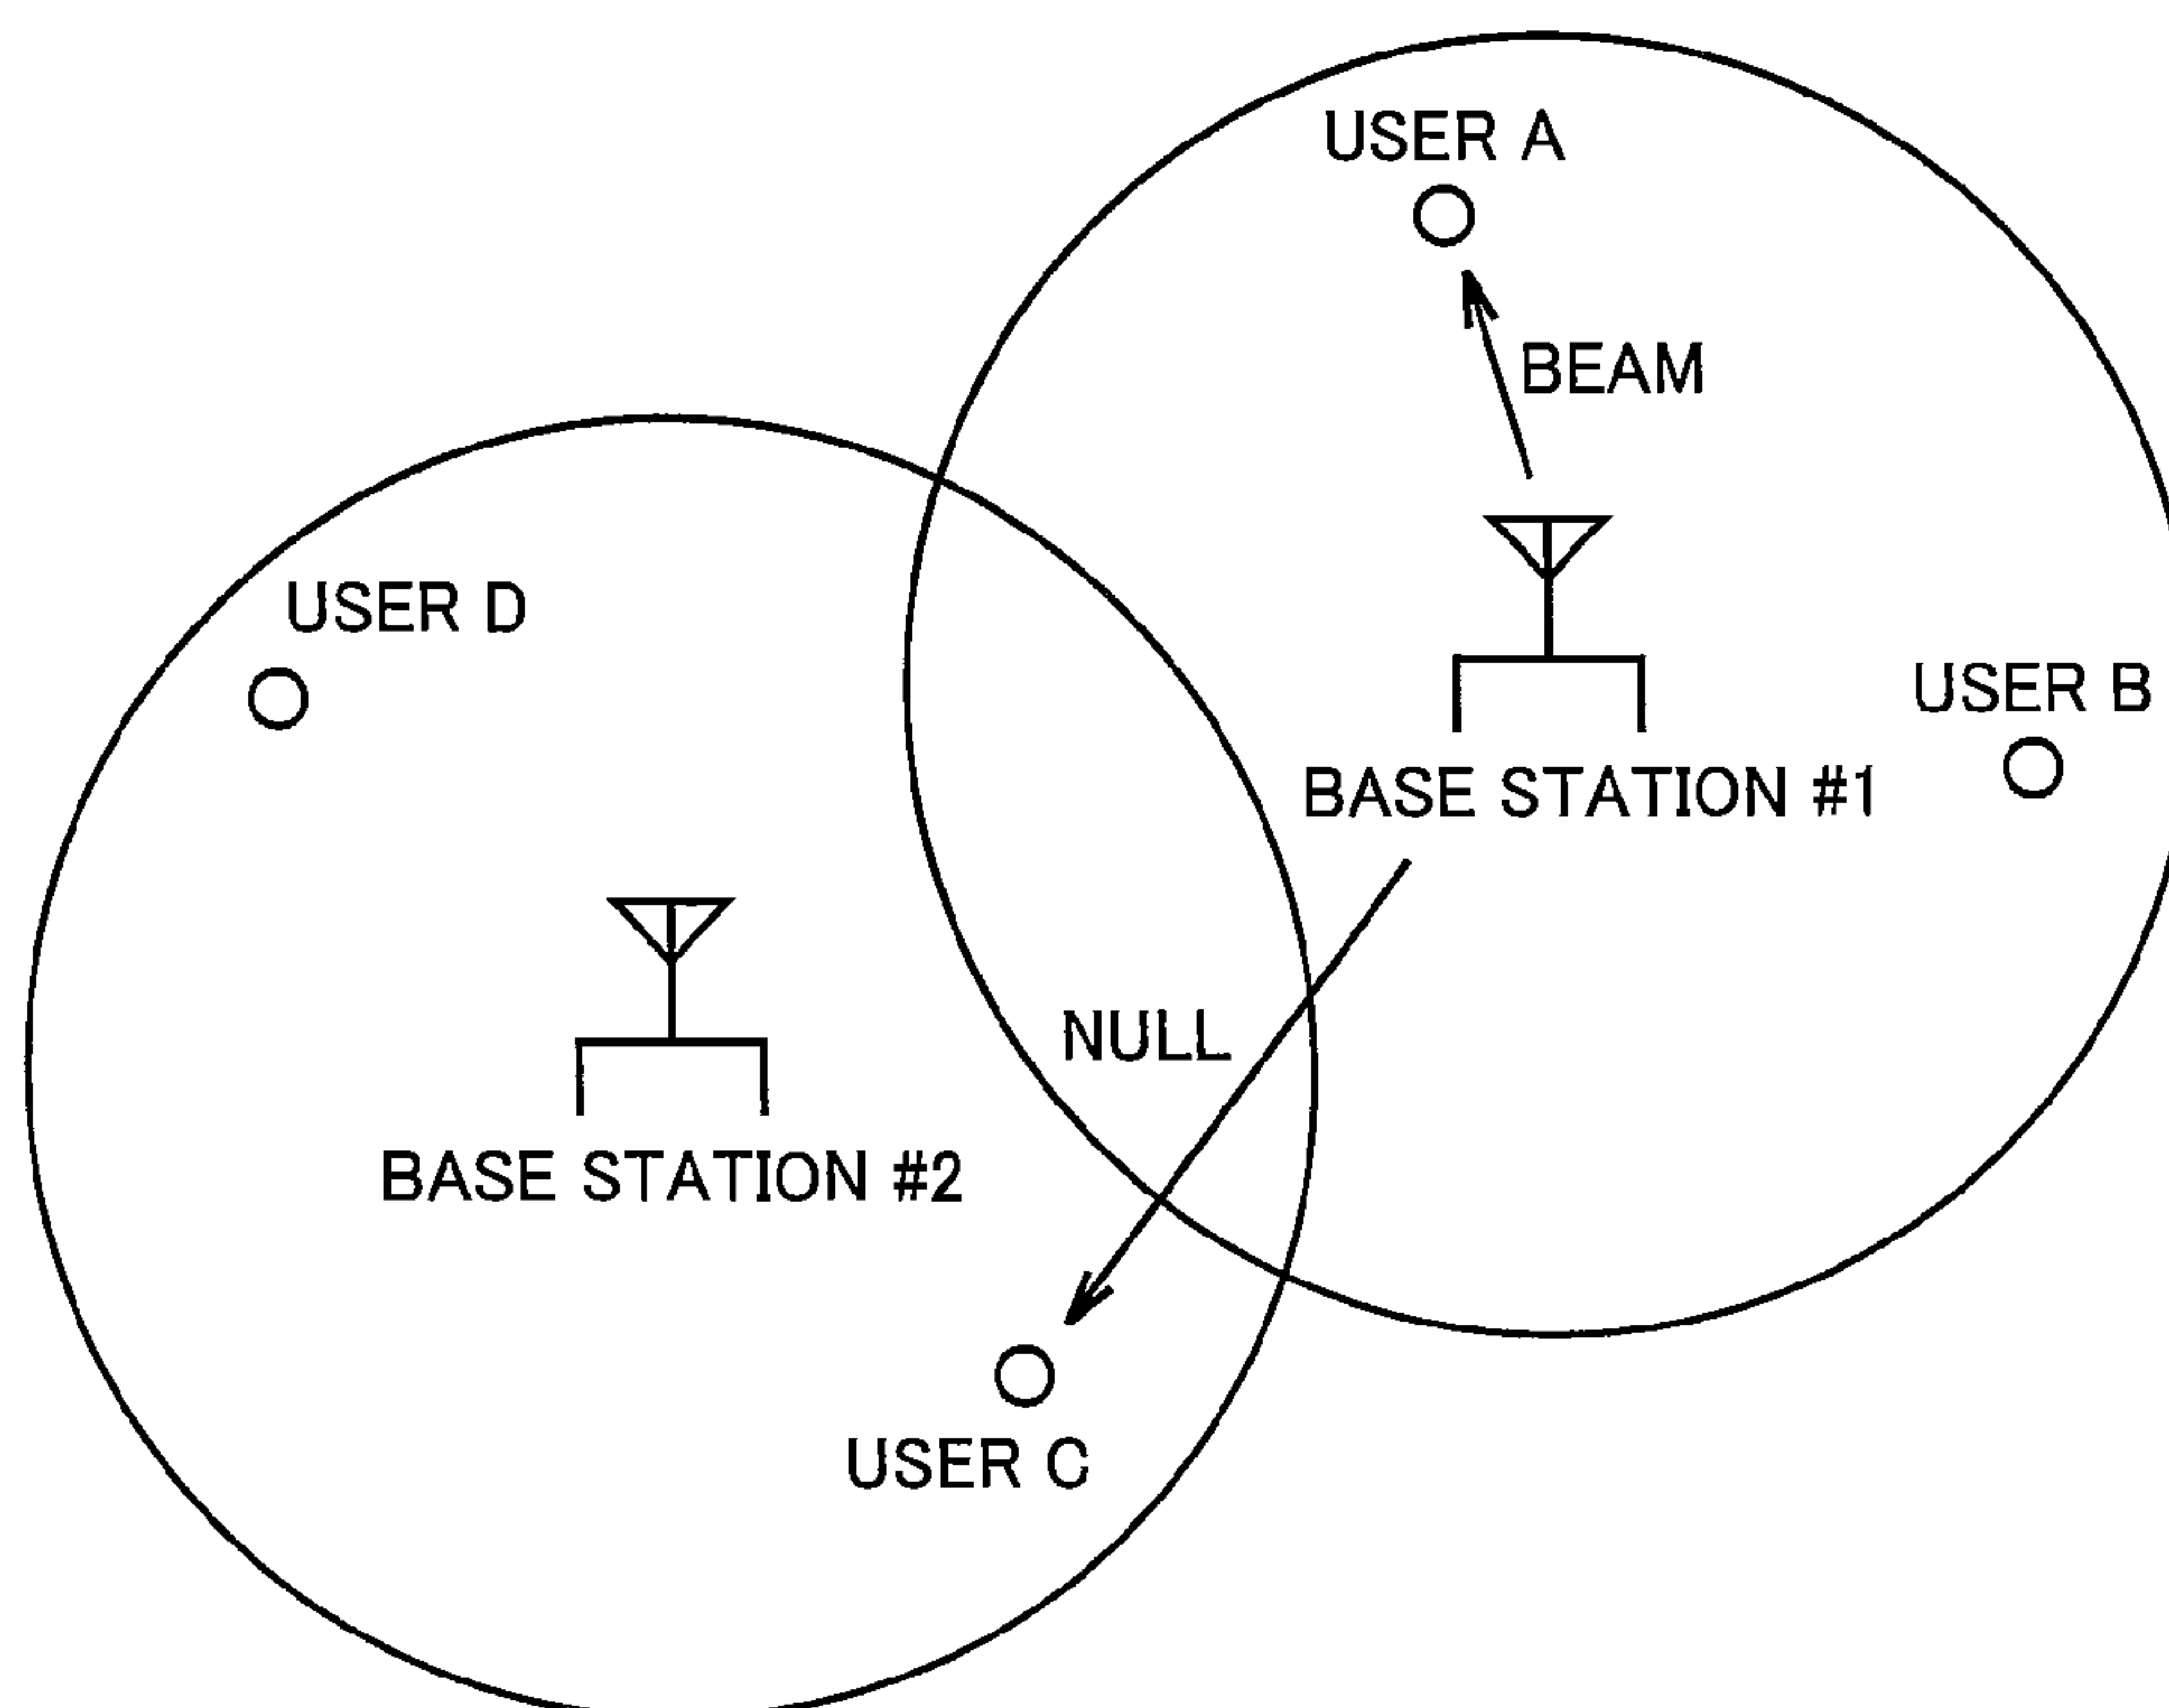 USER A
BEAM
USER D
USER B
BASE STATION #1
NULL
BASE STATION #2
USER C